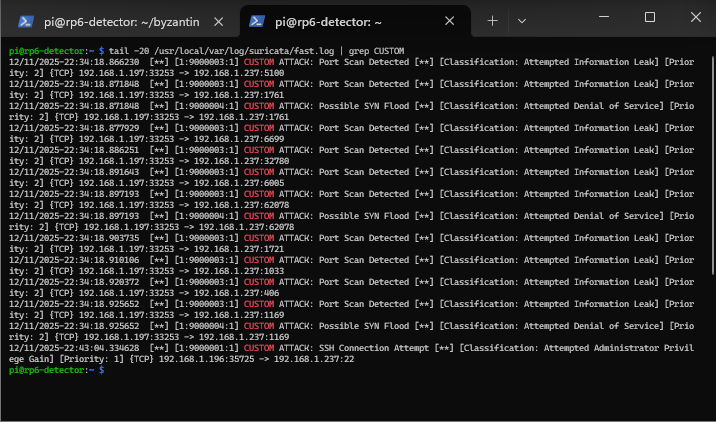 pi@rp6-detector: ~/byzantin
pi@rp6-detector: ~
pi@rp6-detector:~ $ tail -20 /usr/local/var/log/suricata/fast.log | grep CUSTOM
12/11/2025-22:34:18.866230  [**] [1:9000003:1] CUSTOM ATTACK: Port Scan Detected [**] [Classification: Attempted Information Leak] [Prior
ity: 2] {TCP} 192.168.1.197:33253 -> 192.168.1.237:5100
12/11/2025-22:34:18.871848  [**] [1:9000003:1] CUSTOM ATTACK: Port Scan Detected [**] [Classification: Attempted Information Leak] [Prior
ity: 2] {TCP} 192.168.1.197:33253 -> 192.168.1.237:1761
12/11/2025-22:34:18.871848  [**] [1:9000004:1] CUSTOM ATTACK: Possible SYN Flood [**] [Classification: Attempted Denial of Service] [Prio
rity: 2] {TCP} 192.168.1.197:33253 -> 192.168.1.237:1761
12/11/2025-22:34:18.877929  [**] [1:9000003:1] CUSTOM ATTACK: Port Scan Detected [**] [Classification: Attempted Information Leak] [Prior
ity: 2] {TCP} 192.168.1.197:33253 -> 192.168.1.237:6699
12/11/2025-22:34:18.886251  [**] [1:9000003:1] CUSTOM ATTACK: Port Scan Detected [**] [Classification: Attempted Information Leak] [Prior
ity: 2] {TCP} 192.168.1.197:33253 -> 192.168.1.237:32780
12/11/2025-22:34:18.891643  [**] [1:9000003:1] CUSTOM ATTACK: Port Scan Detected [**] [Classification: Attempted Information Leak] [Prior
ity: 2] {TCP} 192.168.1.197:33253 -> 192.168.1.237:6005
12/11/2025-22:34:18.897193  [**] [1:9000003:1] CUSTOM ATTACK: Port Scan Detected [**] [Classification: Attempted Information Leak] [Prior
ity: 2] {TCP} 192.168.1.197:33253 -> 192.168.1.237:62078
12/11/2025-22:34:18.897193  [**] [1:9000004:1] CUSTOM ATTACK: Possible SYN Flood [**] [Classification: Attempted Denial of Service] [Prio
rity: 2] {TCP} 192.168.1.197:33253 -> 192.168.1.237:62078
12/11/2025-22:34:18.903735  [**] [1:9000003:1] CUSTOM ATTACK: Port Scan Detected [**] [Classification: Attempted Information Leak] [Prior
ity: 2] {TCP} 192.168.1.197:33253 -> 192.168.1.237:1721
12/11/2025-22:34:18.910106  [**] [1:9000003:1] CUSTOM ATTACK: Port Scan Detected [**] [Classification: Attempted Information Leak] [Prior
ity: 2] {TCP} 192.168.1.197:33253 -> 192.168.1.237:1033
12/11/2025-22:34:18.920372  [**] [1:9000003:1] CUSTOM ATTACK: Port Scan Detected [**] [Classification: Attempted Information Leak] [Prior
ity: 2] {TCP} 192.168.1.197:33253 -> 192.168.1.237:406
12/11/2025-22:34:18.925652  [**] [1:9000003:1] CUSTOM ATTACK: Port Scan Detected [**] [Classification: Attempted Information Leak] [Prior
ity: 2] {TCP} 192.168.1.197:33253 -> 192.168.1.237:1169
12/11/2025-22:34:18.925652  [**] [1:9000004:1] CUSTOM ATTACK: Possible SYN Flood [**] [Classification: Attempted Denial of Service] [Prio
rity: 2] {TCP} 192.168.1.197:33253 -> 192.168.1.237:1169
12/11/2025-22:43:04.334628  [**] [1:9000001:1] CUSTOM ATTACK: SSH Connection Attempt [**] [Classification: Attempted Administrator Privil
ege Gain] [Priority: 1] {TCP} 192.168.1.196:35725 -> 192.168.1.237:22
pi@rp6-detector:~ $